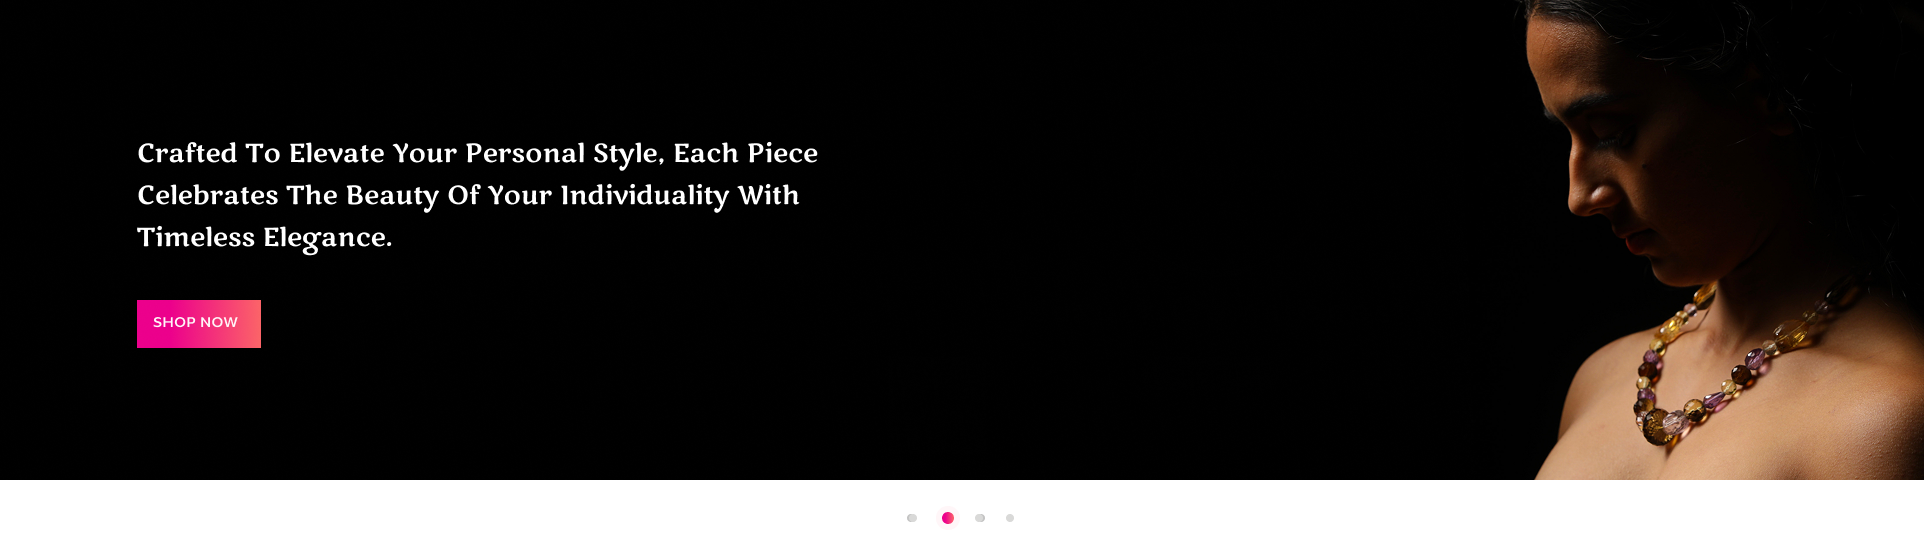 Crafted To Elevate Your Personal Style, Each Piece
Celebrates The Beauty Of Your Individuality With
Timeless Elegance.
SHOP NOW